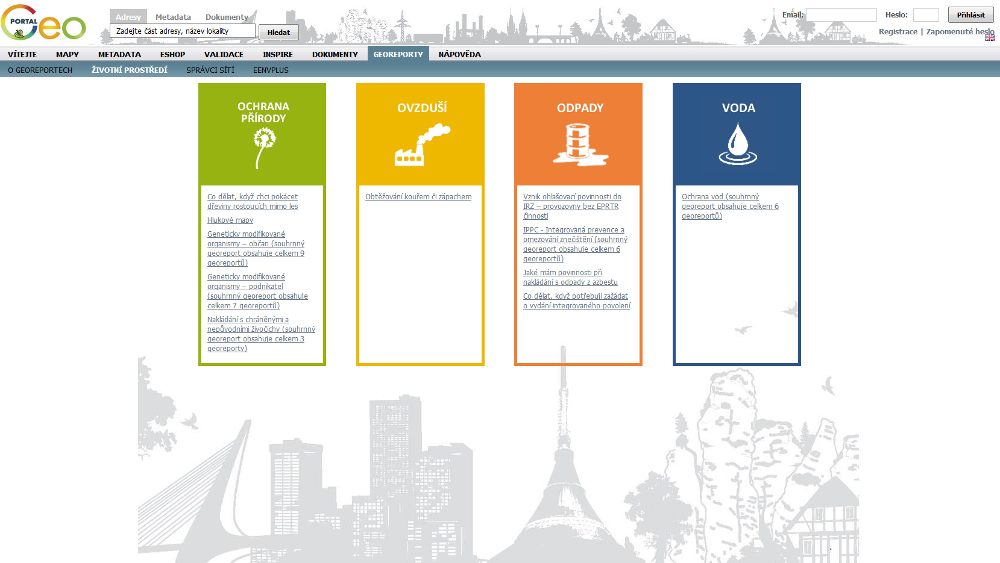 PORTAL
Geo
Adresy Metadata Dokumenty
Zadejte část adresy, název lokality
Hledat
Email:
Heslo:
Přihlásit
Registrace | Zapomenuté heslo
VÍTEJTE MAPY METADATA ESHOP VALIDACE INSPIRE DOKUMENTY GEOREPORTY NÁPOVĚDA
O GEOREPORTECH ŽIVOTNÍ PROSTŘEDÍ SPRÁVCI SÍTÍ EENVPLUS
OCHRANA
PŘÍRODY
Co dělat, když chci pokácet
dřeviny rostoucích mimo les
Hlukové mapy
Geneticky modifikované
organismy – občan (souhrnný
georeport obsahuje celkem 9
georeportů)
Geneticky modifikované
organismy – podnikatel
(souhrnný georeport obsahuje
celkem 7 georeportů)
Nakládání s chráněnými a
nepůvodními živočichy (souhrnný
georeport obsahuje celkem 3
georeporty)
OVZDUŠÍ
Obtěžování kouřem či zápachem
ODPADY
Vznik ohlašovací povinnosti do
IRZ – provozovny bez EPRTR
činnosti
IPPC - Integrovaná prevence a
omezování znečištění (souhrnný
georeport obsahuje celkem 6
georeportů)
Jaké mám povinnosti při
nakládání s odpady z azbestu
Co dělat, když potřebuji zažádat
o vydání integrovaného povolení
VODA
Ochrana vod (souhrnný
georeport obsahuje celkem 6
georeportů)